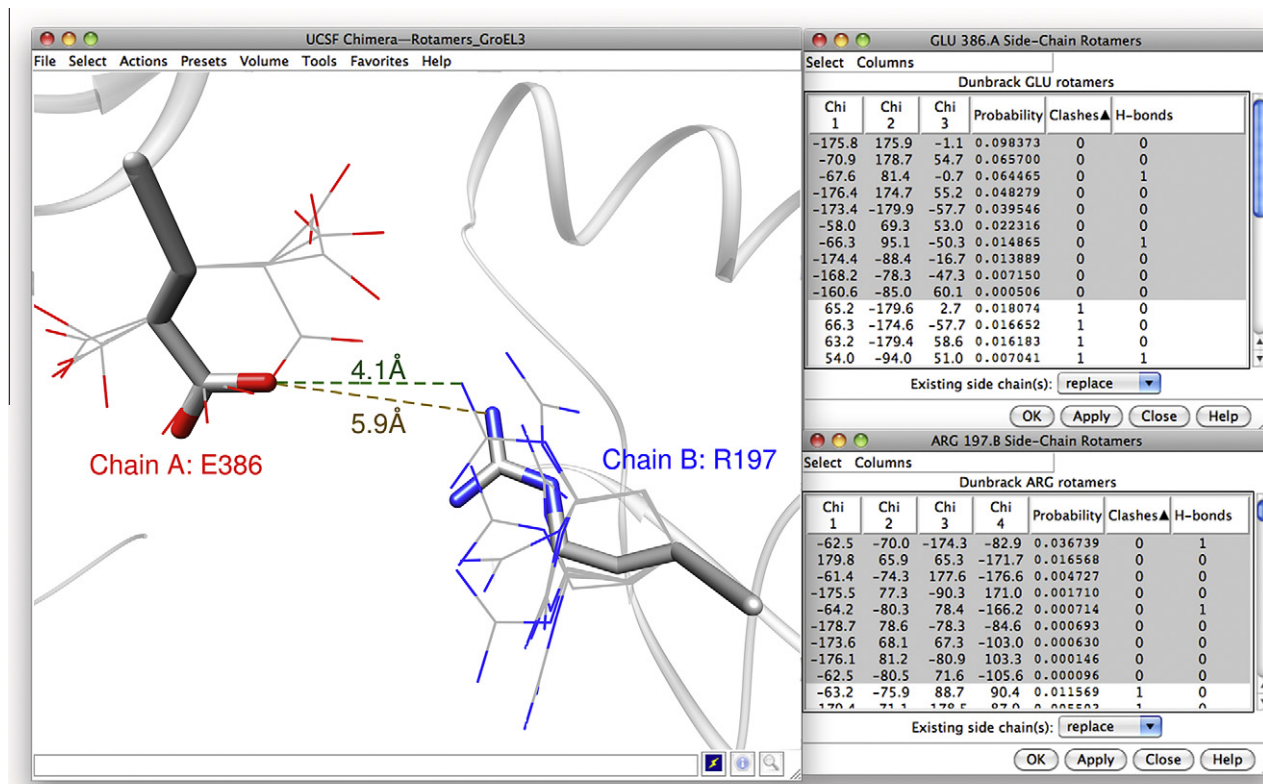 UCSF Chimera—Rotamers_GroEL3
File Select Actions Presets Volume Tools Favorites Help
4.1Å
5.9Å
Chain A: E386
Chain B: R197
GLU 386.A Side-Chain Rotamers
Select Columns
Dunbrack GLU rotamers
Chi 1 Chi 2 Chi 3 Probability Clashes▲ H-bonds
-175.8 175.9 -1.1 0.098373 0 0
-70.9 178.7 54.7 0.065700 0 0
-67.6 81.4 -0.7 0.064465 0 1
-176.4 174.7 55.2 0.048279 0 0
-173.4 -179.9 -57.7 0.039546 0 0
-58.0 69.3 53.0 0.022316 0 0
-66.3 95.1 -50.3 0.014865 0 1
-174.4 -88.4 -16.7 0.013889 0 0
-168.2 -78.3 -47.3 0.007150 0 0
-160.6 -85.0 60.1 0.000506 0 0
65.2 -179.6 2.7 0.018074 1 0
66.3 -174.6 -57.7 0.016652 1 0
63.2 -179.4 58.6 0.016183 1 0
54.0 -94.0 51.0 0.007041 1 1
Existing side chain(s): replace
OK Apply Close Help
ARG 197.B Side-Chain Rotamers
Select Columns
Dunbrack ARG rotamers
Chi 1 Chi 2 Chi 3 Chi 4 Probability Clashes▲ H-bonds
-62.5 -70.0 -174.3 -82.9 0.036739 0 1
179.8 65.9 65.3 -171.7 0.016568 0 0
-61.4 -74.3 177.6 -176.6 0.004727 0 0
-175.5 77.3 -90.3 171.0 0.001710 0 0
-64.2 -80.3 78.4 -166.2 0.000714 0 1
-178.7 78.6 -78.3 -84.6 0.000693 0 0
-173.6 68.1 67.3 -103.0 0.000630 0 0
-176.1 81.2 -80.9 103.3 0.000146 0 0
-62.5 -80.5 71.6 -105.6 0.000096 0 0
-63.2 -75.9 88.7 90.4 0.011569 1 0
Existing side chain(s): replace
OK Apply Close Help